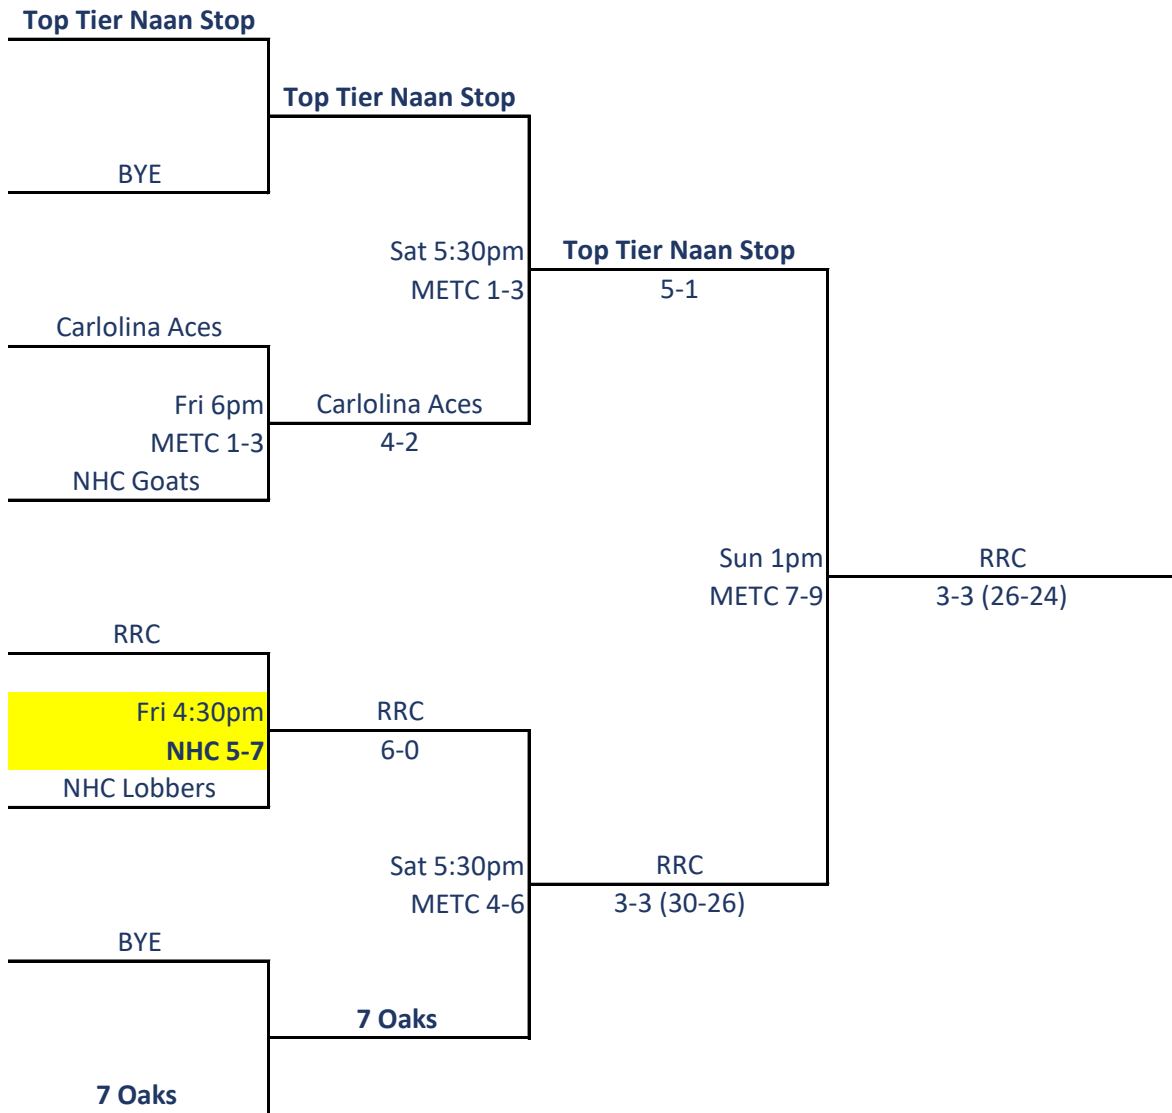 Top Tier Naan Stop
Top Tier Naan Stop
BYE
Sat 5:30pm
Top Tier Naan Stop
METC 1-3
5-1
Carlolina Aces
Fri 6pm
Carlolina Aces
METC 1-3
4-2
NHC Goats
Sun 1pm
RRC
METC 7-9
3-3 (26-24)
RRC
Fri 4:30pm
RRC
NHC 5-7
6-0
NHC Lobbers
Sat 5:30pm
RRC
METC 4-6
3-3 (30-26)
BYE
7 Oaks
7 Oaks